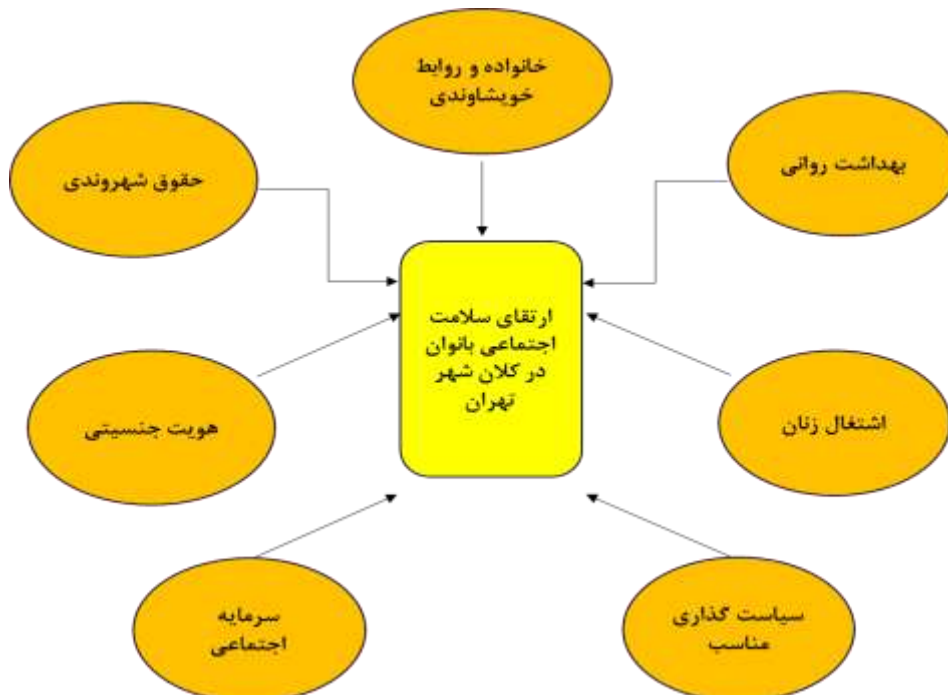 خانواده و روابط
خویشاوندی
بهداشت روانی
حقوق شهروندی
ارتقای سلامت
اجتماعی بانوان
در کلان شهر
تهران
اشتغال زنان
هویت جنسیتی
سیاست گذاری
مناسب
سرمایه
اجتماعی